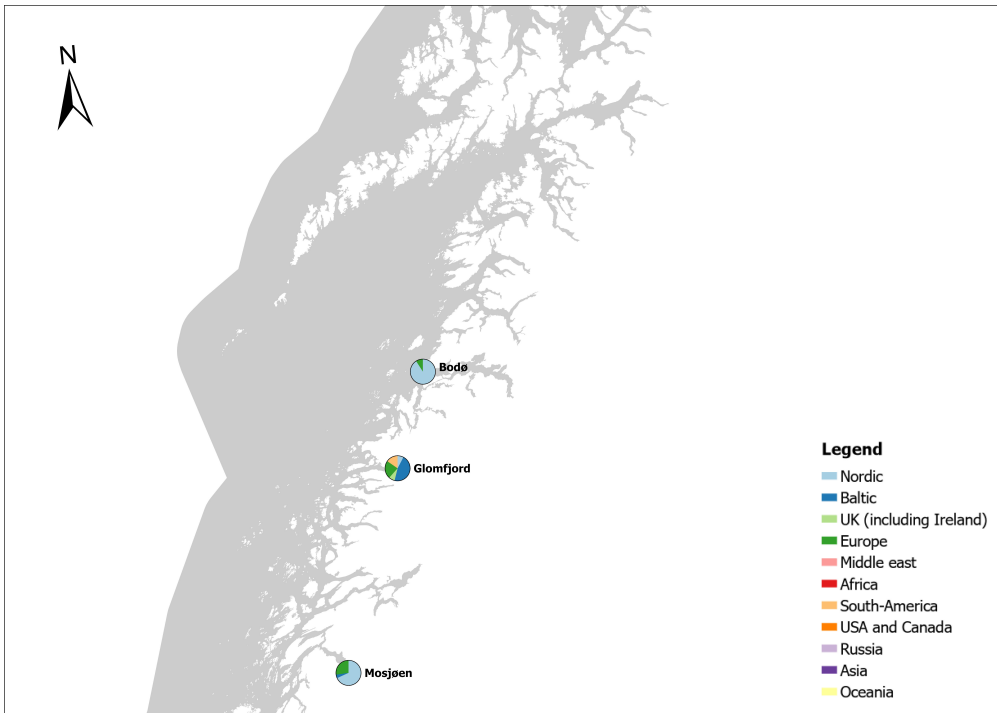 N
Bodø
Glomfjord
Mosjøen
Legend
Nordic
Baltic
UK (including Ireland)
Europe
Middle east
Africa
South-America
USA and Canada
Russia
Asia
Oceania